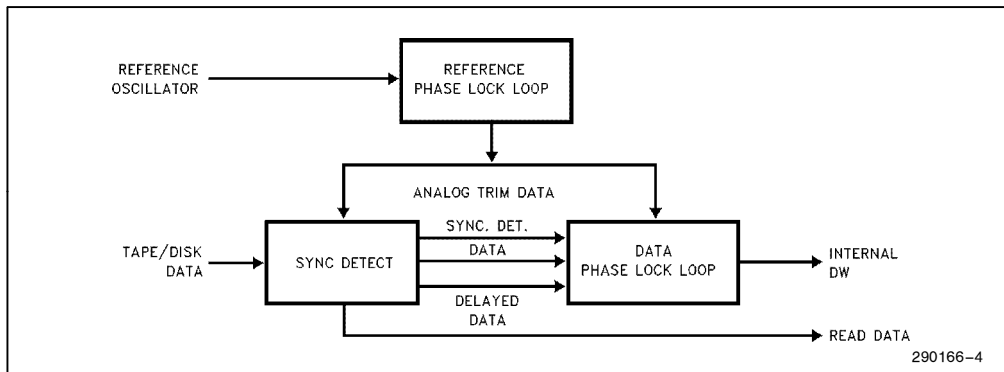 REFERENCE
OSCILLATOR
REFERENCE
PHASE LOCK LOOP
ANALOG TRIM DATA
TAPE/DISK
DATA
SYNC DETECT
SYNC. DET.
DATA
DELAYED
DATA
DATA
PHASE LOCK LOOP
INTERNAL
DW
READ DATA
290166-4